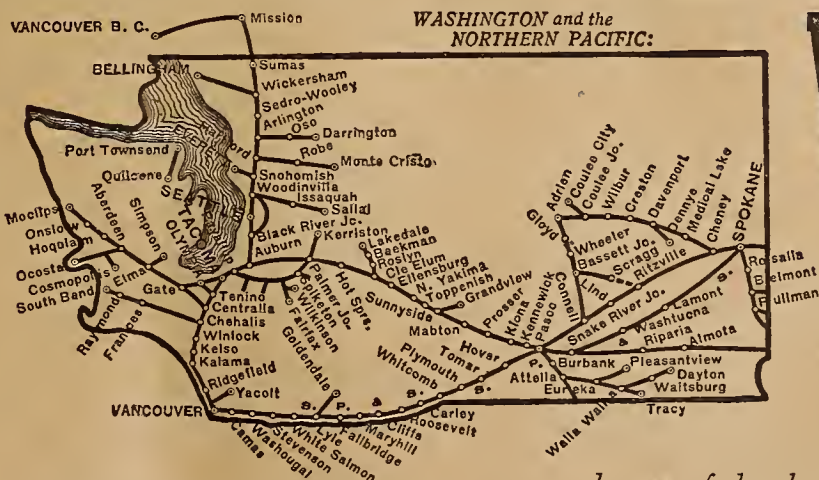 WASHINGTON and the
NORTHERN PACIFIC:
VANCOUVER B. C.
Mission
BELLINGHAM
Sumas
Wickersham
Sedro-Wooley
Arlington
Oso
Darrington
Robe
Monte Cristo
Snohomish
Woodinville
Issaquah
Sallal
Black River Jc.
Kerriston
Auburn
Port Townsend
Quilcene
SEATTLE
OLYM
Moclips
Onslow
Hoqulam
Aberdeen
Simpson
Ocosta
Cosmopolis
Elma
South Bend
Gate
Raymond
Frances
Tenino
Centralia
Chehalis
Winlock
Kelso
Kalama
Ridgefield
Yacolt
VANCOUVER
Camas
Washougal
Stevenson
White Salmon
Lyle
Fallbridge
Maryhill
Cliffs
Roosevelt
Carley
Goldendale
Fairfax
Wilkinson
Spiketon
Palmer Jc.
Hot Sprs.
Lakedale
Beekman
Roslyn
Cle Elum
Ellensburg
N. Yakima
Toppenish
Grandview
Sunnyside
Mabton
Prosser
Kiona
Kennewick
Pasco
Whitcomb
Plymouth
Tomar
Hover
S. P. & S.
Connell
Lind
Gloyd
Adrian
Coulee City
Coulee Jc.
Wilbur
Creston
Davenport
Medical Lake
Cheney
SPOKANE
Wheeler
Bassett Jc.
Scragg
Ritzville
Snake River Jc.
Washtucna
Lamont
S. P. & S.
Riparia
Almota
Rosalia
Belmont
Pullman
Burbank
Attalia
Eureka
Pleasantview
Dayton
Waitsburg
Walla Walla
Tracy